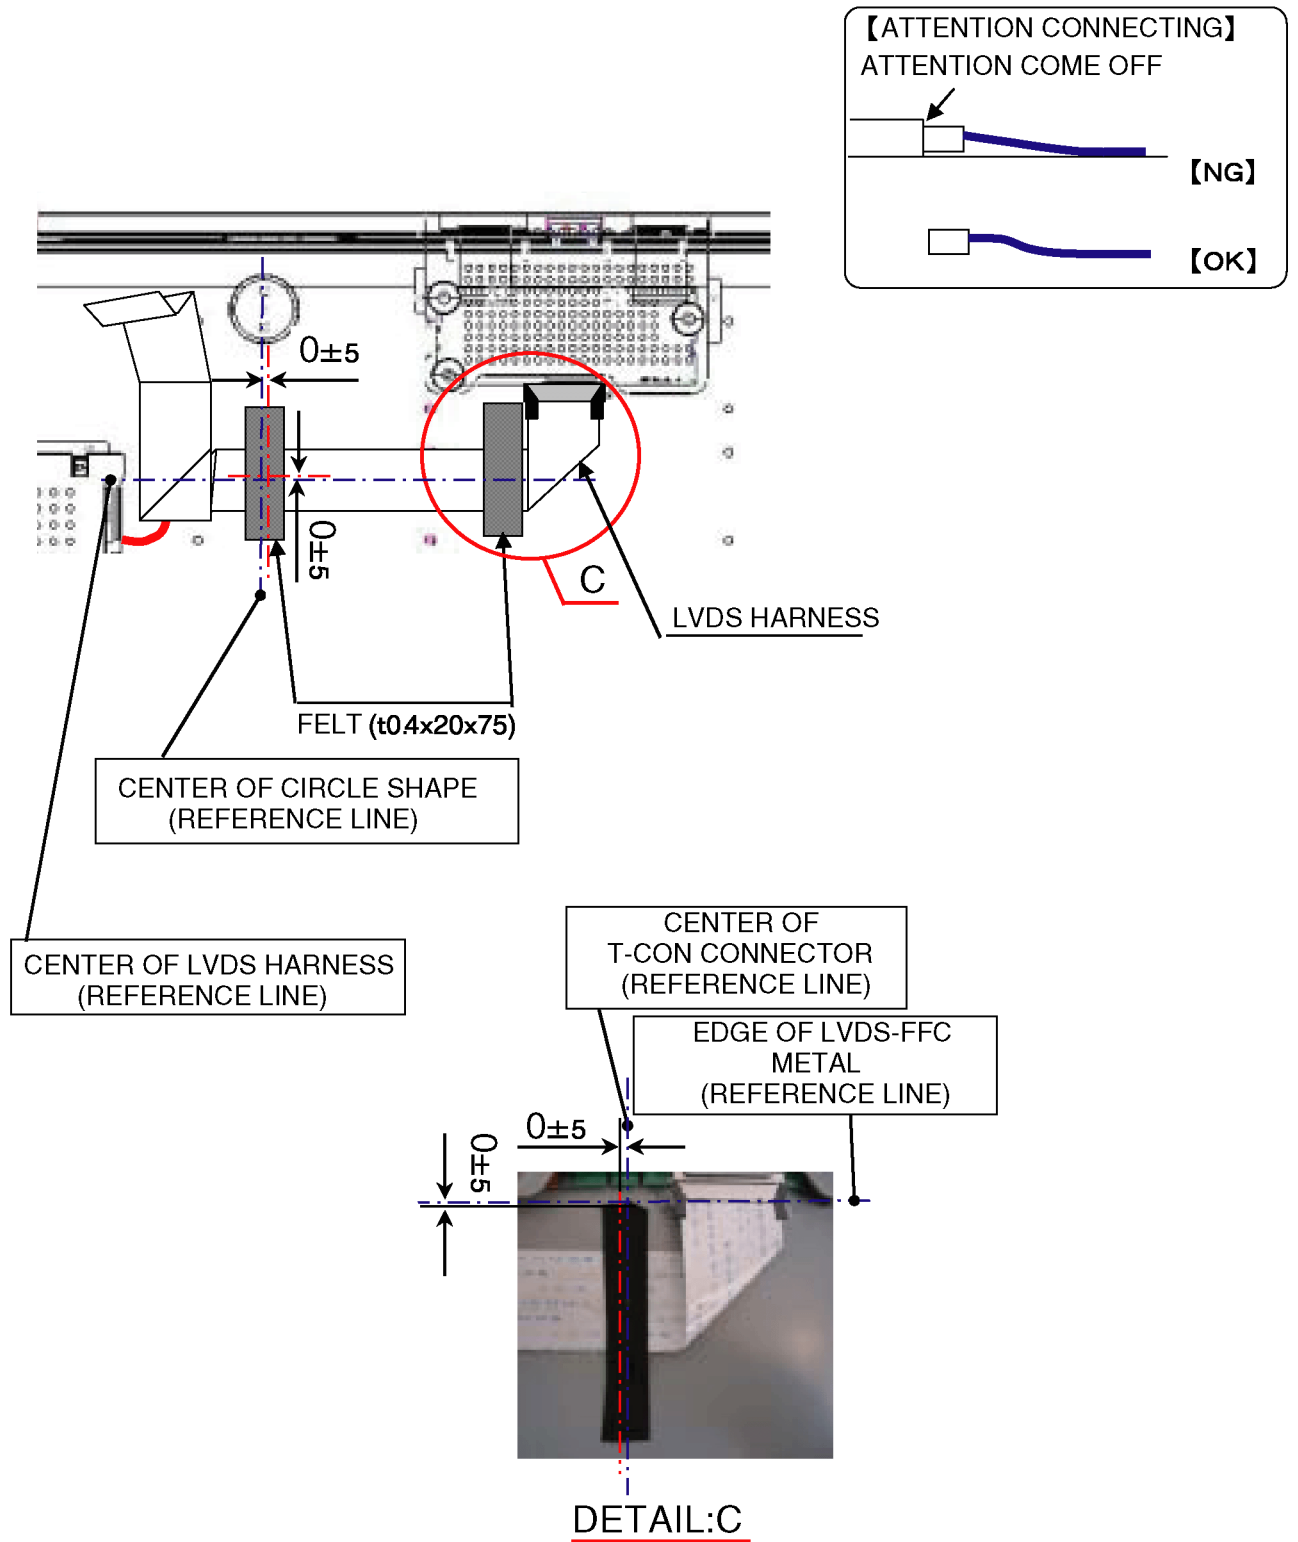 【ATTENTION CONNECTING】
ATTENTION COME OFF
【NG】
【OK】
0±5
0±5
C
LVDS HARNESS
FELT (t0.4x20x75)
CENTER OF CIRCLE SHAPE
(REFERENCE LINE)
CENTER OF LVDS HARNESS
(REFERENCE LINE)
CENTER OF
T-CON CONNECTOR
(REFERENCE LINE)
EDGE OF LVDS-FFC
METAL
(REFERENCE LINE)
0±5
0±5
DETAIL:C